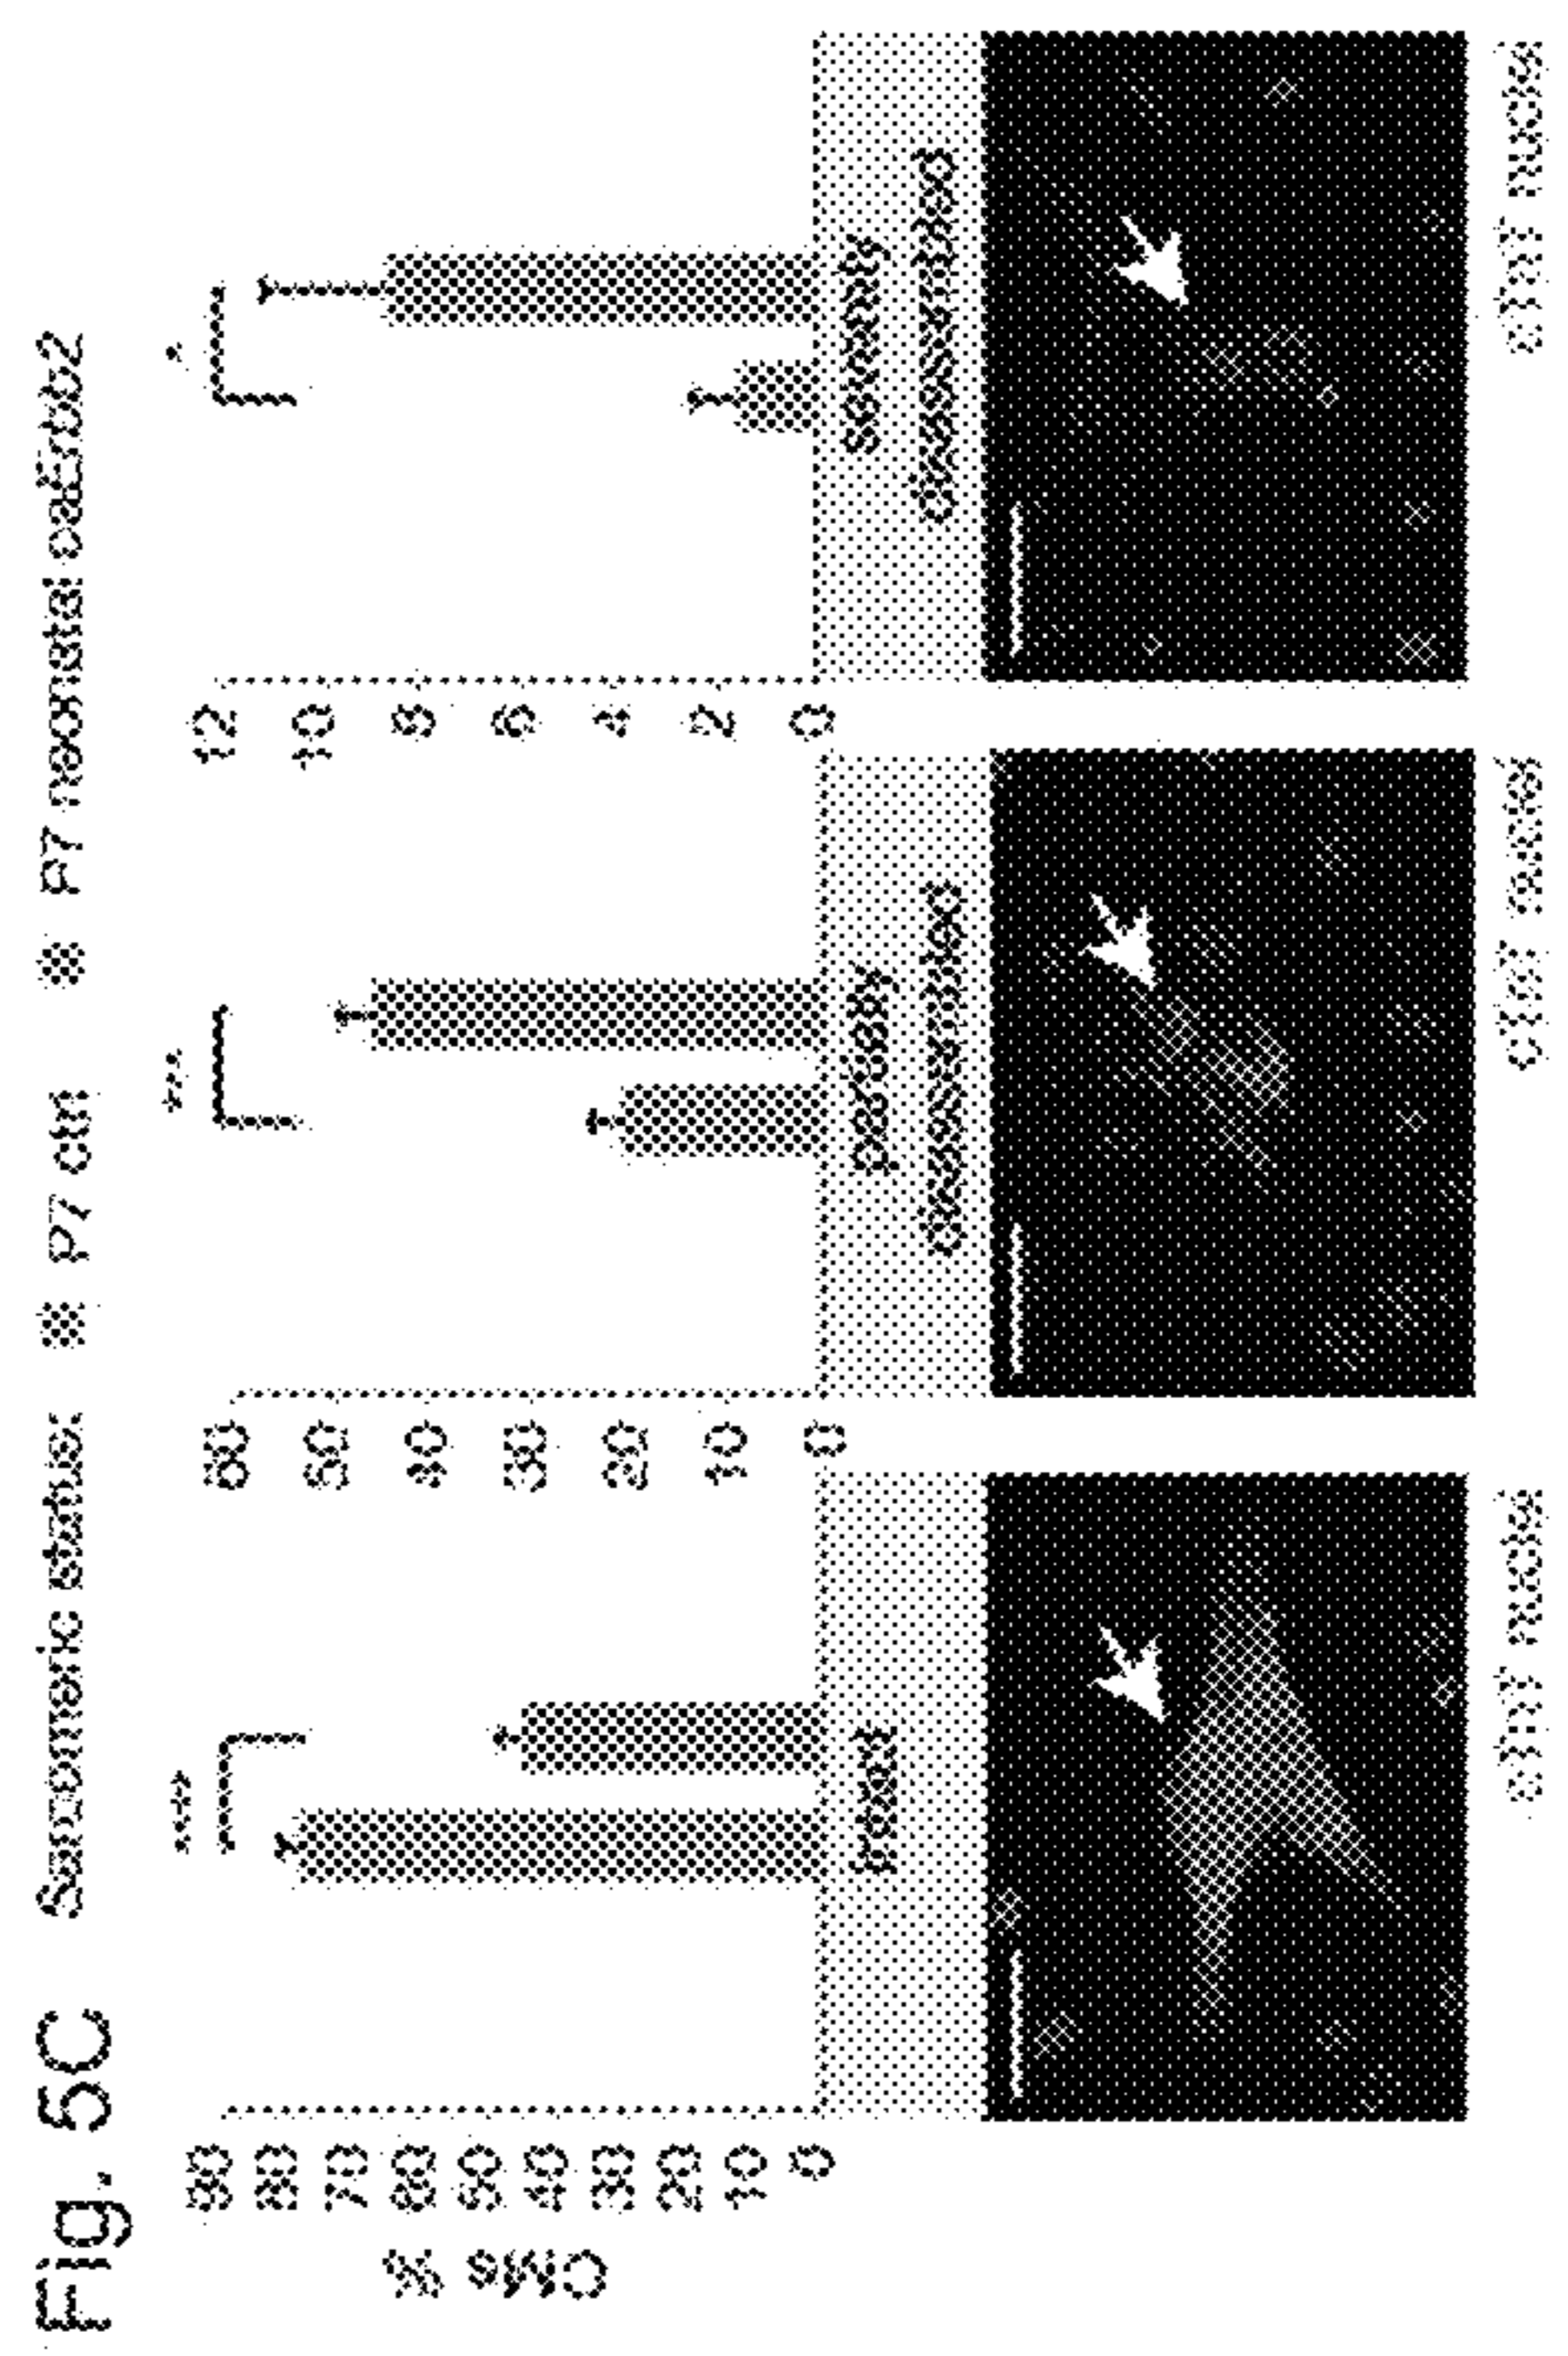 Fig. 5C
Sarcomeric status:
P7 ctrl
P7 neonatal caErbb2
CMs %
90
80
70
60
50
40
30
20
10
0
***
intact
cTnT nuclei
60
50
40
30
20
10
0
***
partially
disassembled
cTnT nuclei
12
10
8
6
4
2
0
*
severely
disassembled
cTnT nuclei